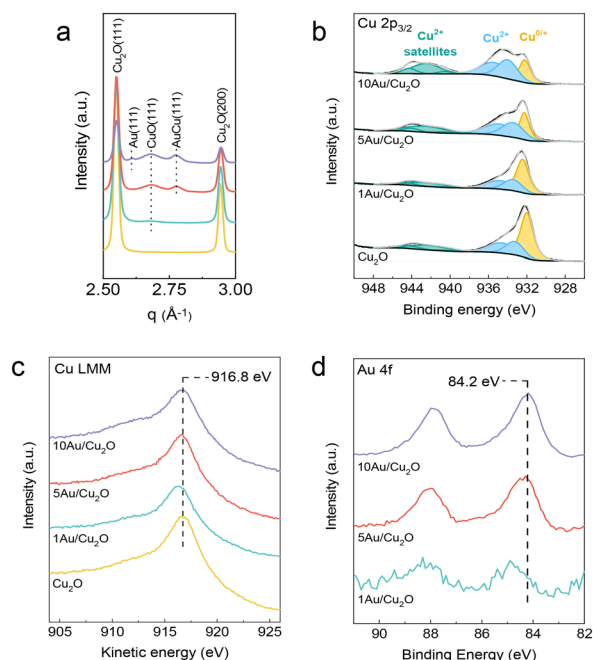 a
Intensity (a.u.)
Cu₂O(111)
Au(111)
CuO(111)
AuCu(111)
Cu₂O(200)
2.50 2.75 3.00
q (Å⁻¹)
b
Cu 2p₃/₂
Cu²⁺
satellites
Cu²⁺
Cu⁰/⁺
Intensity (a.u.)
10Au/Cu₂O
5Au/Cu₂O
1Au/Cu₂O
Cu₂O
948 944 940 936 932 928
Binding energy (eV)
c
Cu LMM
916.8 eV
Intensity (a.u.)
10Au/Cu₂O
5Au/Cu₂O
1Au/Cu₂O
Cu₂O
905 910 915 920 925
Kinetic energy (eV)
d
Au 4f
84.2 eV
Intensity (a.u.)
10Au/Cu₂O
5Au/Cu₂O
1Au/Cu₂O
90 88 86 84 82
Binding Energy (eV)